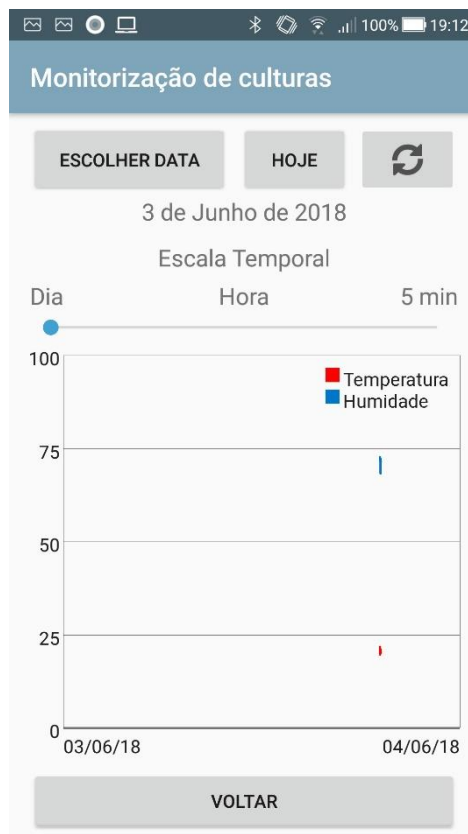 100% 19:12
Monitorização de culturas
ESCOLHER DATA HOJE
3 de Junho de 2018
Escala Temporal
Dia Hora 5 min
100
Temperatura
Humidade
75
50
25
0
03/06/18 04/06/18
VOLTAR